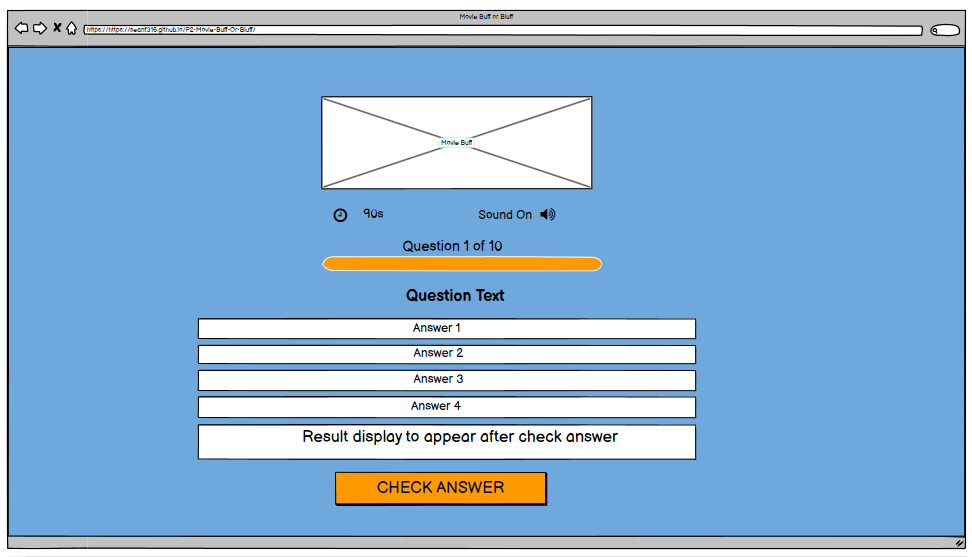 Movie Buff or Bluff
https://https://seanf316.github.io/P2-Movie-Buff-Or-Bluff/
Movie Buff
90s
Sound On
Question 1 of 10
Question Text
Answer 1
Answer 2
Answer 3
Answer 4
Result display to appear after check answer
CHECK ANSWER